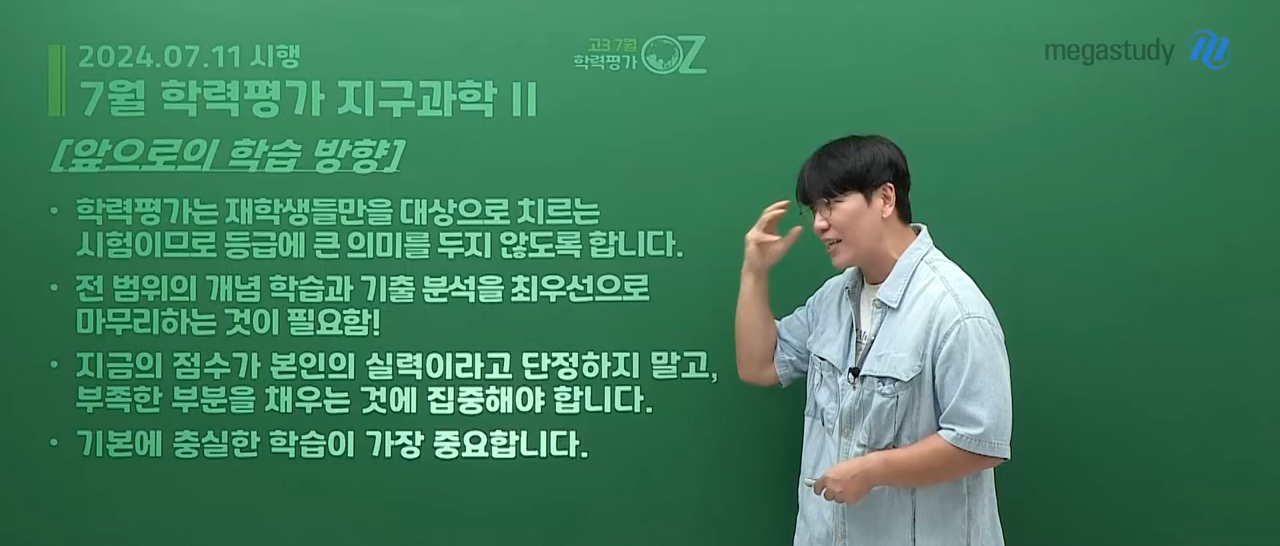 2024.07.11 시행
7월 학력평가 지구과학 II
고3 7월
학력평가 OZ
megastudy
[앞으로의 학습 방향]
• 학력평가는 재학생들만을 대상으로 치르는
시험이므로 등급에 큰 의미를 두지 않도록 합니다.
• 전 범위의 개념 학습과 기출 분석을 최우선으로
마무리하는 것이 필요함!
• 지금의 점수가 본인의 실력이라고 단정하지 말고,
부족한 부분을 채우는 것에 집중해야 합니다.
• 기본에 충실한 학습이 가장 중요합니다.